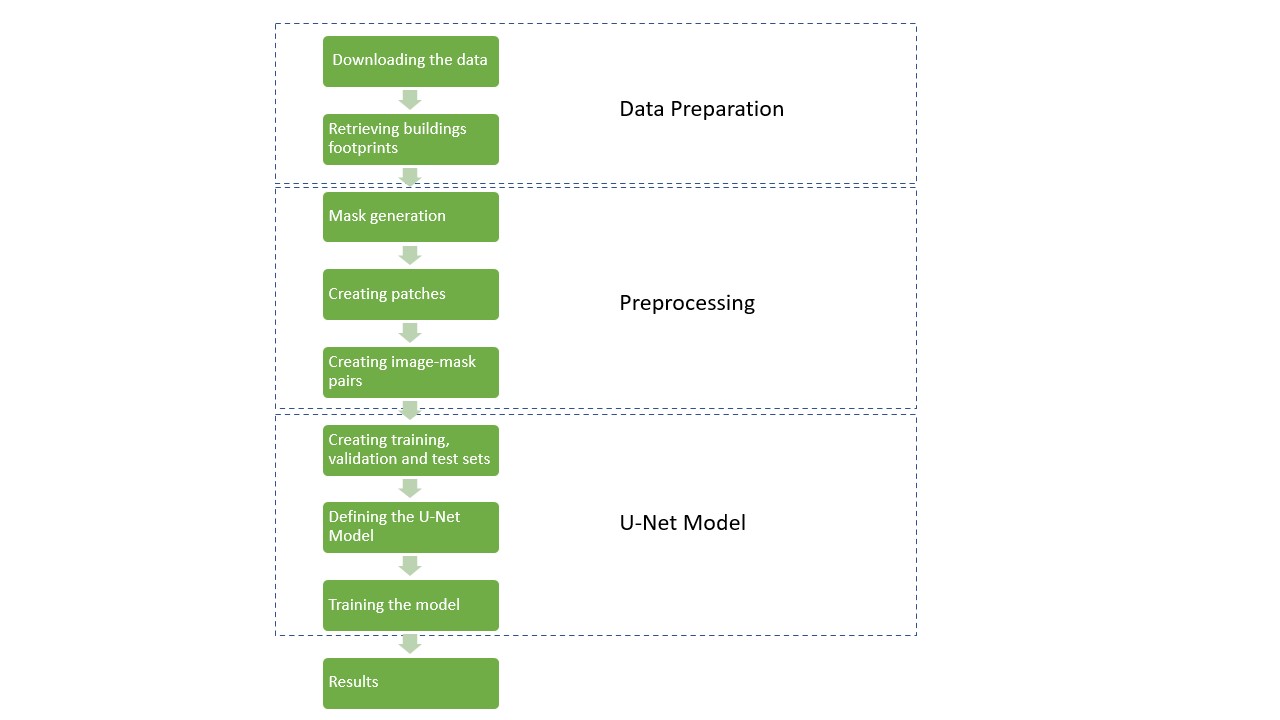 Downloading the data
Data Preparation
Retrieving buildings
footprints
Mask generation
Creating patches
Preprocessing
Creating image-mask
pairs
Creating training,
validation and test sets
Defining the U-Net
Model
U-Net Model
Training the model
Results